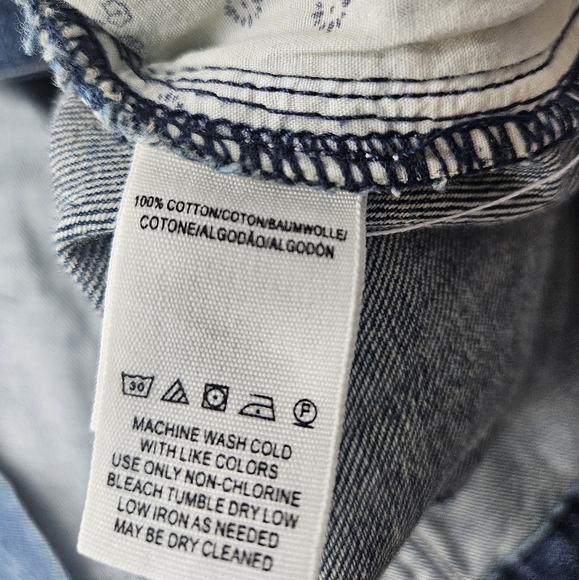 100% COTTON/COTON/BAUMWOLLE/
COTONE/ALGODÃO/ALGODÓN
30 P
MACHINE WASH COLD
WITH LIKE COLORS
USE ONLY NON-CHLORINE
BLEACH TUMBLE DRY LOW
LOW IRON AS NEEDED
MAY BE DRY CLEANED